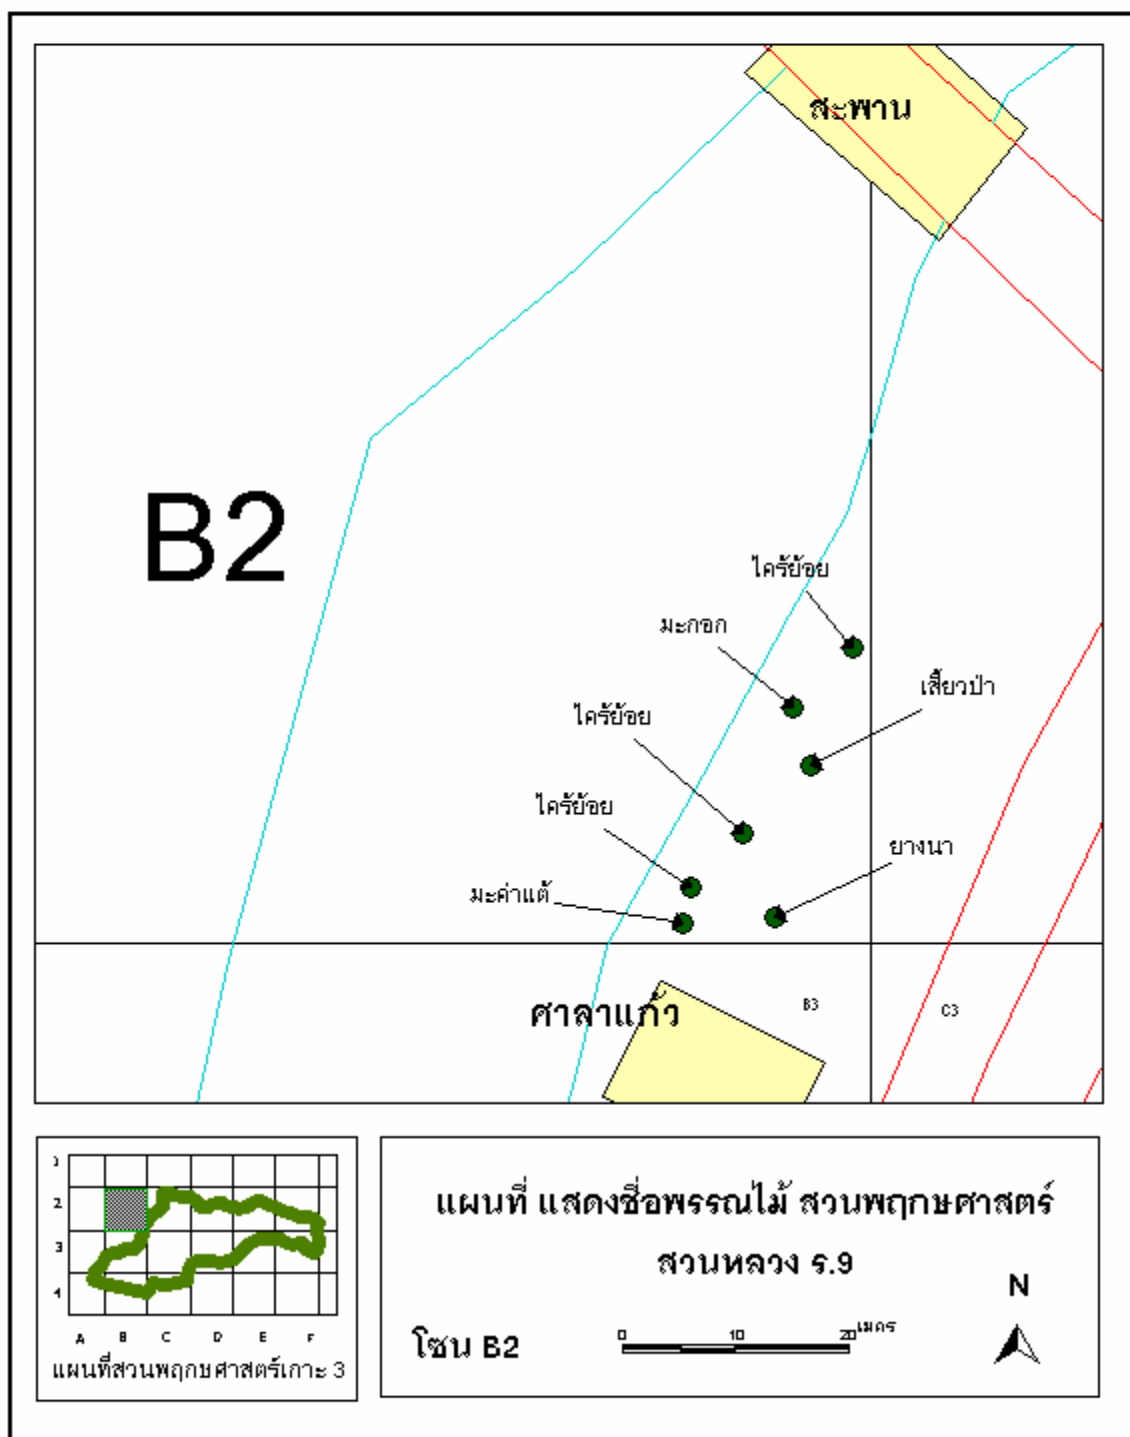 สะพาน
B2
ไคร้ย้อย
มะกอก
เสี้ยวป่า
ไคร้ย้อย
ไคร้ย้อย
ยางนา
มะค่าแต้
ศาลาแก้ว
B3
C3
1
2
3
4
A B C D E F
แผนที่สวนพฤกษศาสตร์เกาะ 3
แผนที่ แสดงชื่อพรรณไม้ สวนพฤกษศาสตร์
สวนหลวง ร.9
N
โซน B2
0 10 20 เมตร